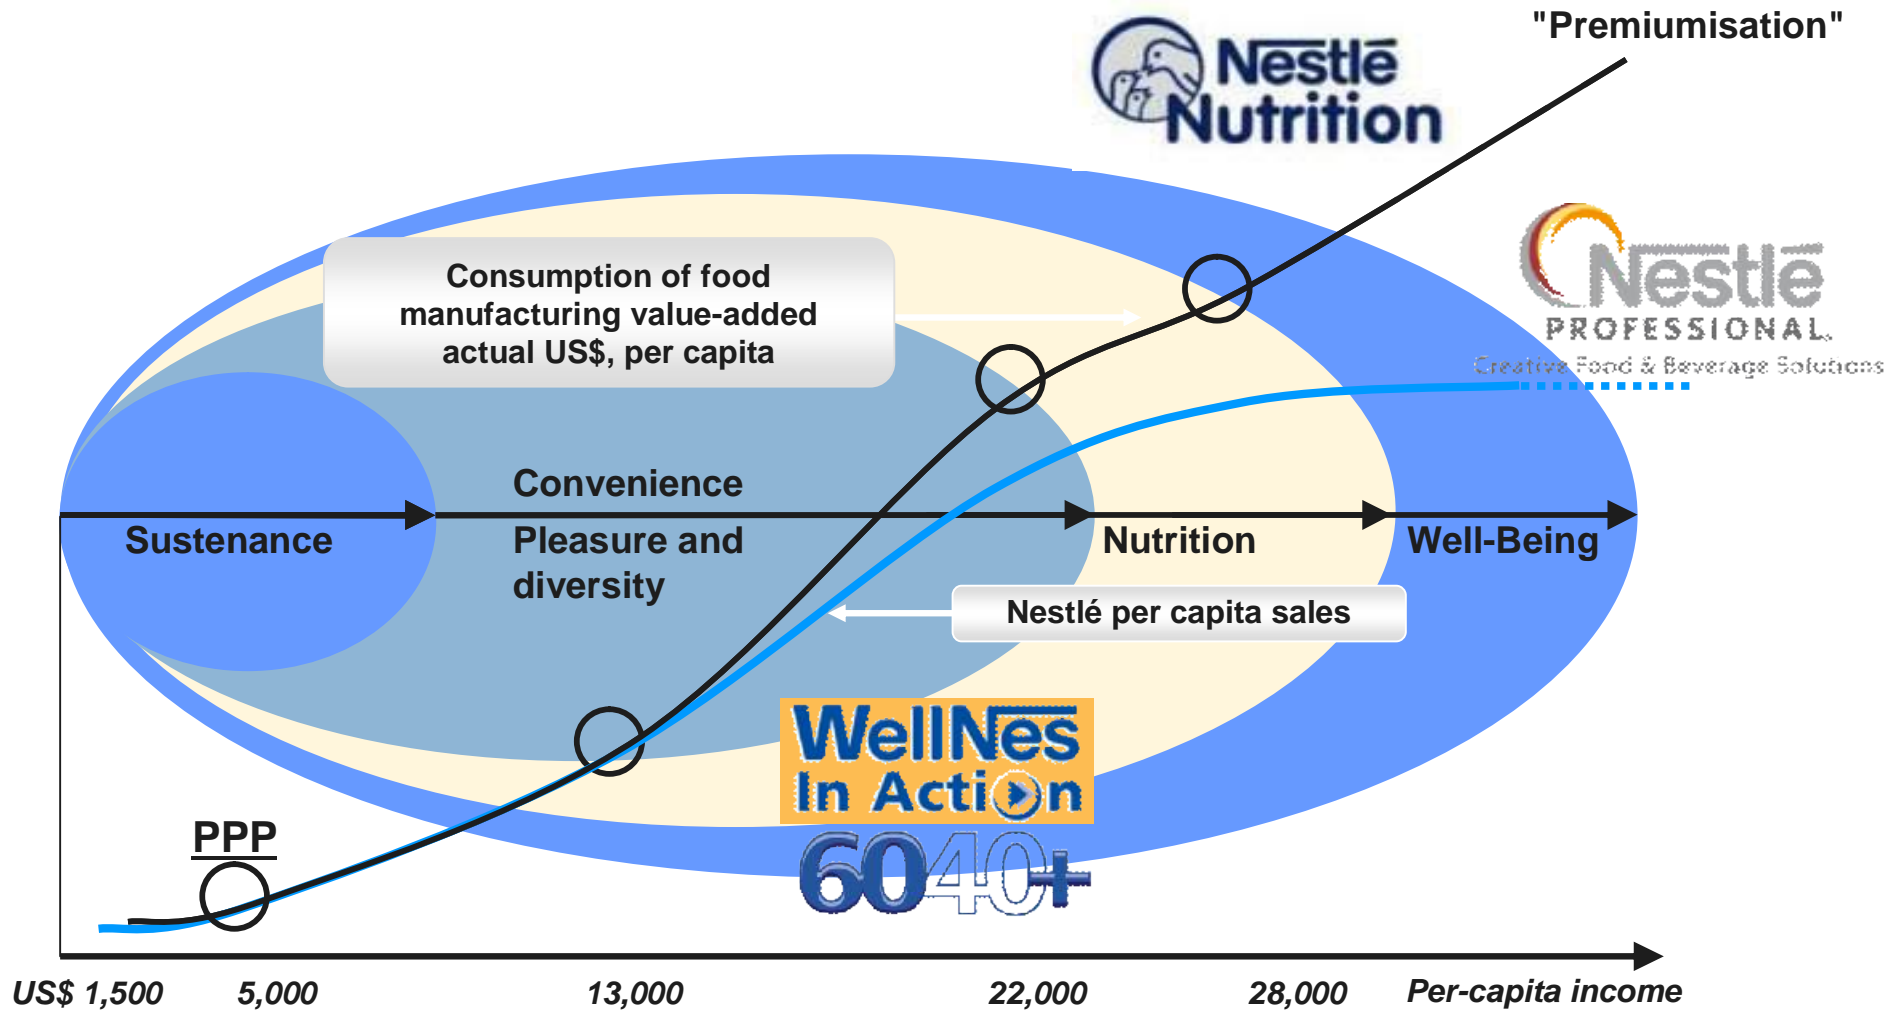 "Premiumisation"
Nestlé
Nutrition
Nestlé
PROFESSIONAL.
Creative Food & Beverage Solutions
Consumption of food
manufacturing value-added
actual US$, per capita
Convenience
Sustenance
Pleasure and
diversity
Nutrition
Well-Being
Nestlé per capita sales
WellNes
In Action
6040+
PPP
US$ 1,500 5,000 13,000 22,000 28,000 Per-capita income